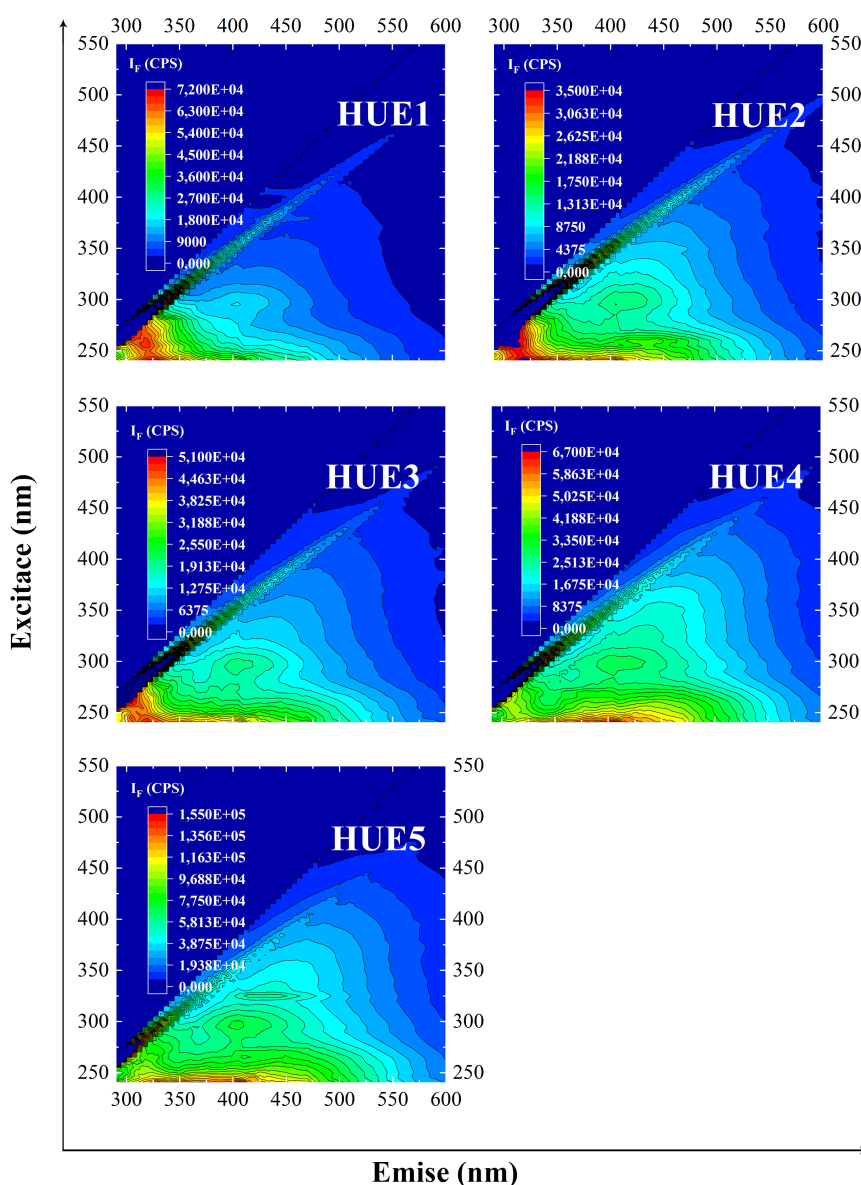 300 350 400 450 500 550 600
300 350 400 450 500 550 600
550
500
450
400
350
300
250
I_F (CPS)
7,200E+04
6,300E+04
5,400E+04
4,500E+04
3,600E+04
2,700E+04
1,800E+04
9000
0,000
HUE1
I_F (CPS)
3,500E+04
3,063E+04
2,625E+04
2,188E+04
1,750E+04
1,313E+04
8750
4375
0,000
HUE2
550
500
450
400
350
300
250
550
500
450
400
350
300
250
I_F (CPS)
5,100E+04
4,463E+04
3,825E+04
3,188E+04
2,550E+04
1,913E+04
1,275E+04
6375
0,000
HUE3
I_F (CPS)
6,700E+04
5,863E+04
5,025E+04
4,188E+04
3,350E+04
2,513E+04
1,675E+04
8375
0,000
HUE4
550
500
450
400
350
300
250
Excitace (nm)
550
500
450
400
350
300
250
I_F (CPS)
1,550E+05
1,356E+05
1,163E+05
9,688E+04
7,750E+04
5,813E+04
3,875E+04
1,938E+04
0,000
HUE5
550
500
450
400
350
300
250
300 350 400 450 500 550 600
Emise (nm)